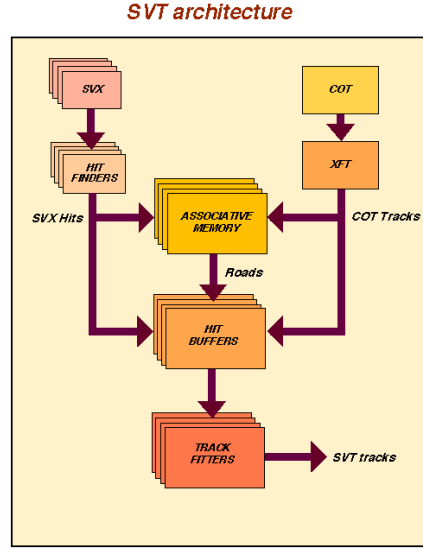 SVT architecture
SVX
COT
HIT
FINDERS
XFT
SVX Hits
ASSOCIATIVE
MEMORY
COT Tracks
Roads
HIT
BUFFERS
TRACK
FITTERS
SVT tracks